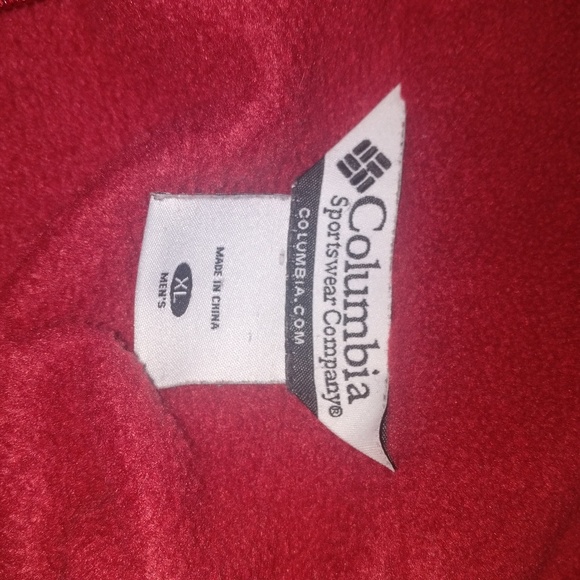 Columbia
Sportswear Company®
COLUMBIA.COM
MADE IN CHINA
XL
MEN'S